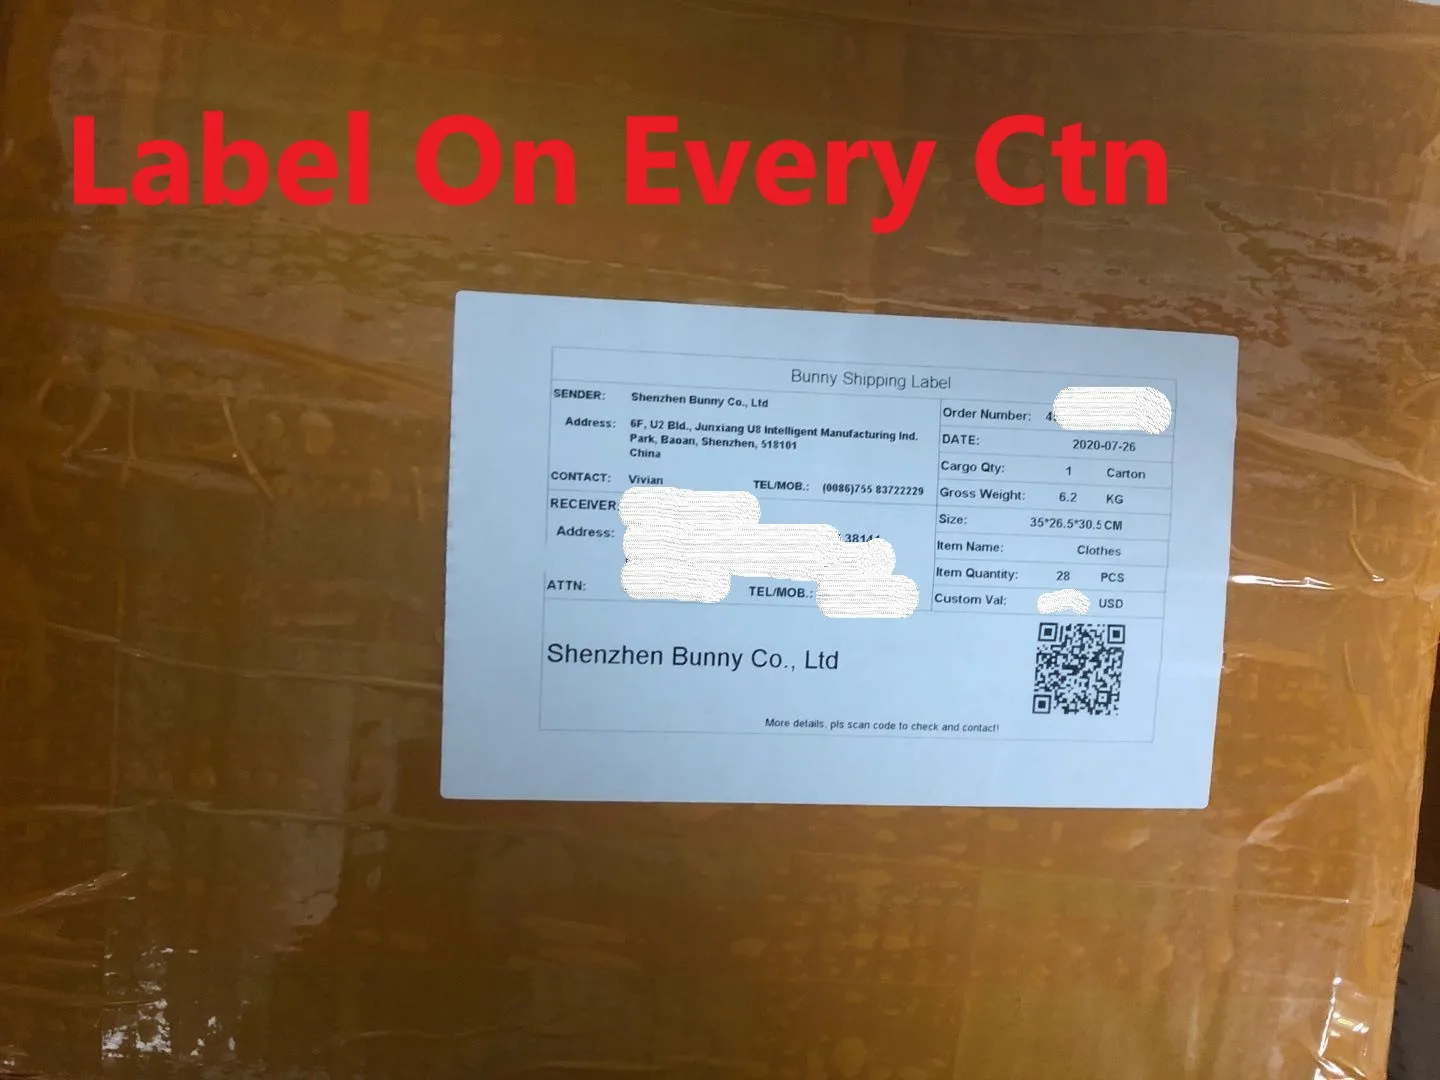 Label On Every Ctn
Bunny Shipping Label
SENDER: Shenzhen Bunny Co., Ltd
Address: 6F, U2 Bld., Junxiang U8 Intelligent Manufacturing Ind.
Park, Baoan, Shenzhen, 518101
China
CONTACT: Vivian TEL/MOB.: (0086)755 83722229
RECEIVER:
Address:
ATTN: TEL/MOB.:
Order Number:
DATE: 2020-07-26
Cargo Qty: 1 Carton
Gross Weight: 6.2 KG
Size: 35*26.5*30.5CM
Item Name: Clothes
Item Quantity: 28 PCS
Custom Val: USD
Shenzhen Bunny Co., Ltd
More details, pls scan code to check and contact!